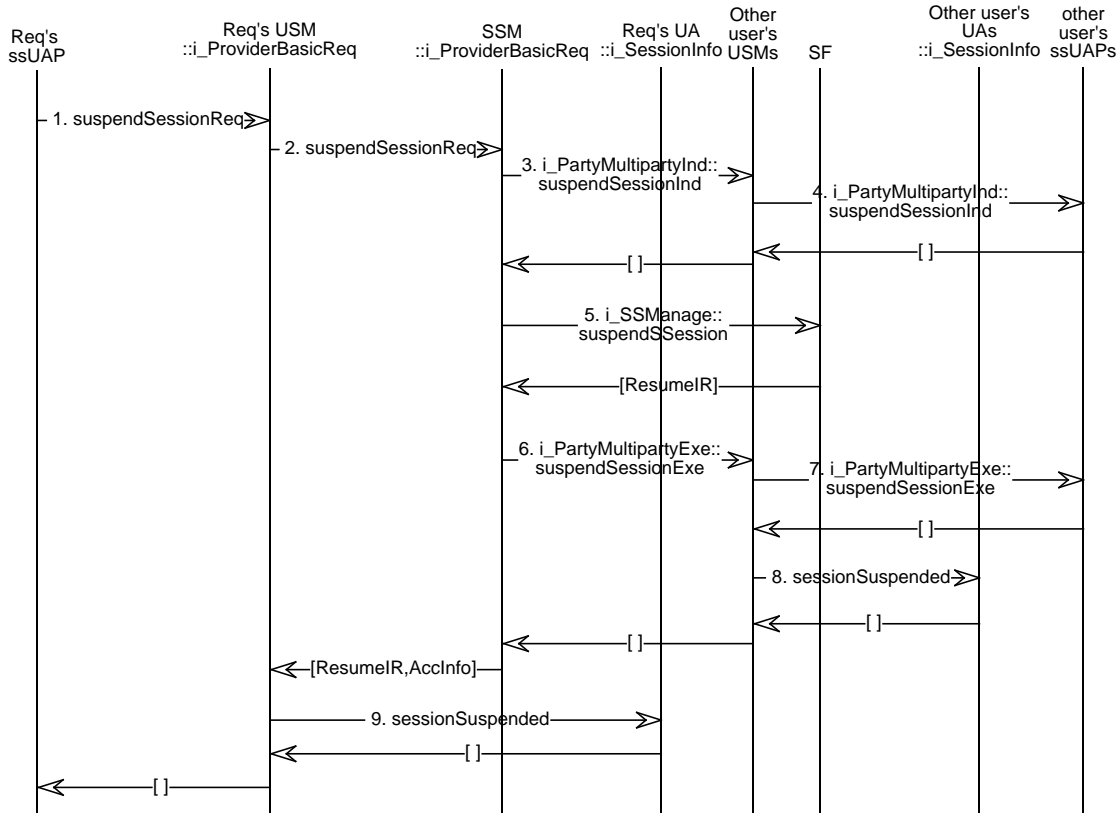 Req's
ssUAP
Req's USM
::i_ProviderBasicReq
SSM
::i_ProviderBasicReq
Req's UA
::i_SessionInfo
Other
user's
USMs
SF
Other user's
UAs
::i_SessionInfo
other
user's
ssUAPs
1. suspendSessionReq
2. suspendSessionReq
3. i_PartyMultipartyInd::
suspendSessionInd
4. i_PartyMultipartyInd::
suspendSessionInd
[ ]
[ ]
5. i_SSManage::
suspendSSession
[ResumeIR]
6. i_PartyMultipartyExe::
suspendSessionExe
7. i_PartyMultipartyExe::
suspendSessionExe
[ ]
8. sessionSuspended
[ ]
[ ]
[ResumeIR,AccInfo]
9. sessionSuspended
[ ]
[ ]